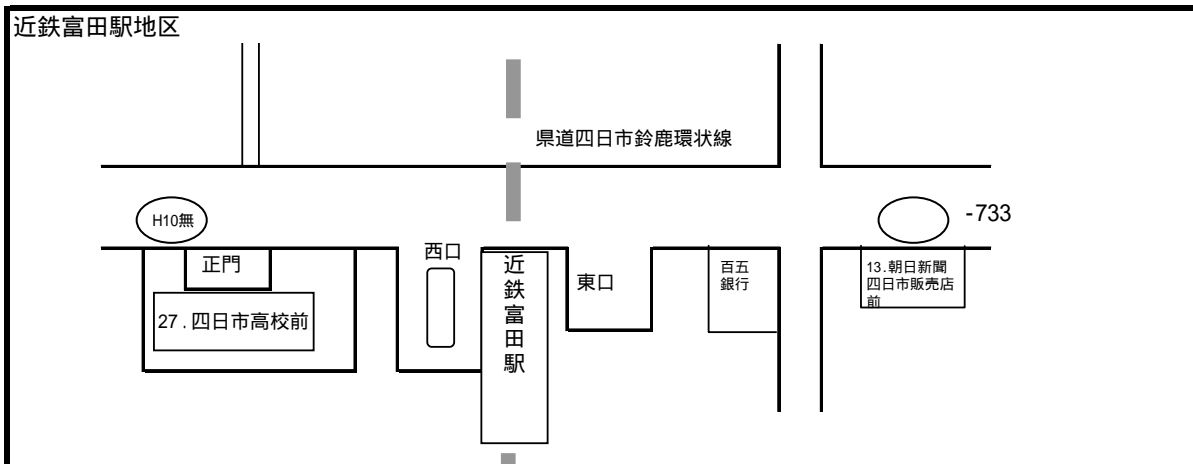 近鉄富田駅地区
県道四日市鈴鹿環状線
H10無
-733
正門
西口
近鉄富田駅
東口
百五
銀行
13.朝日新聞
四日市販売店
前
27.四日市高校前